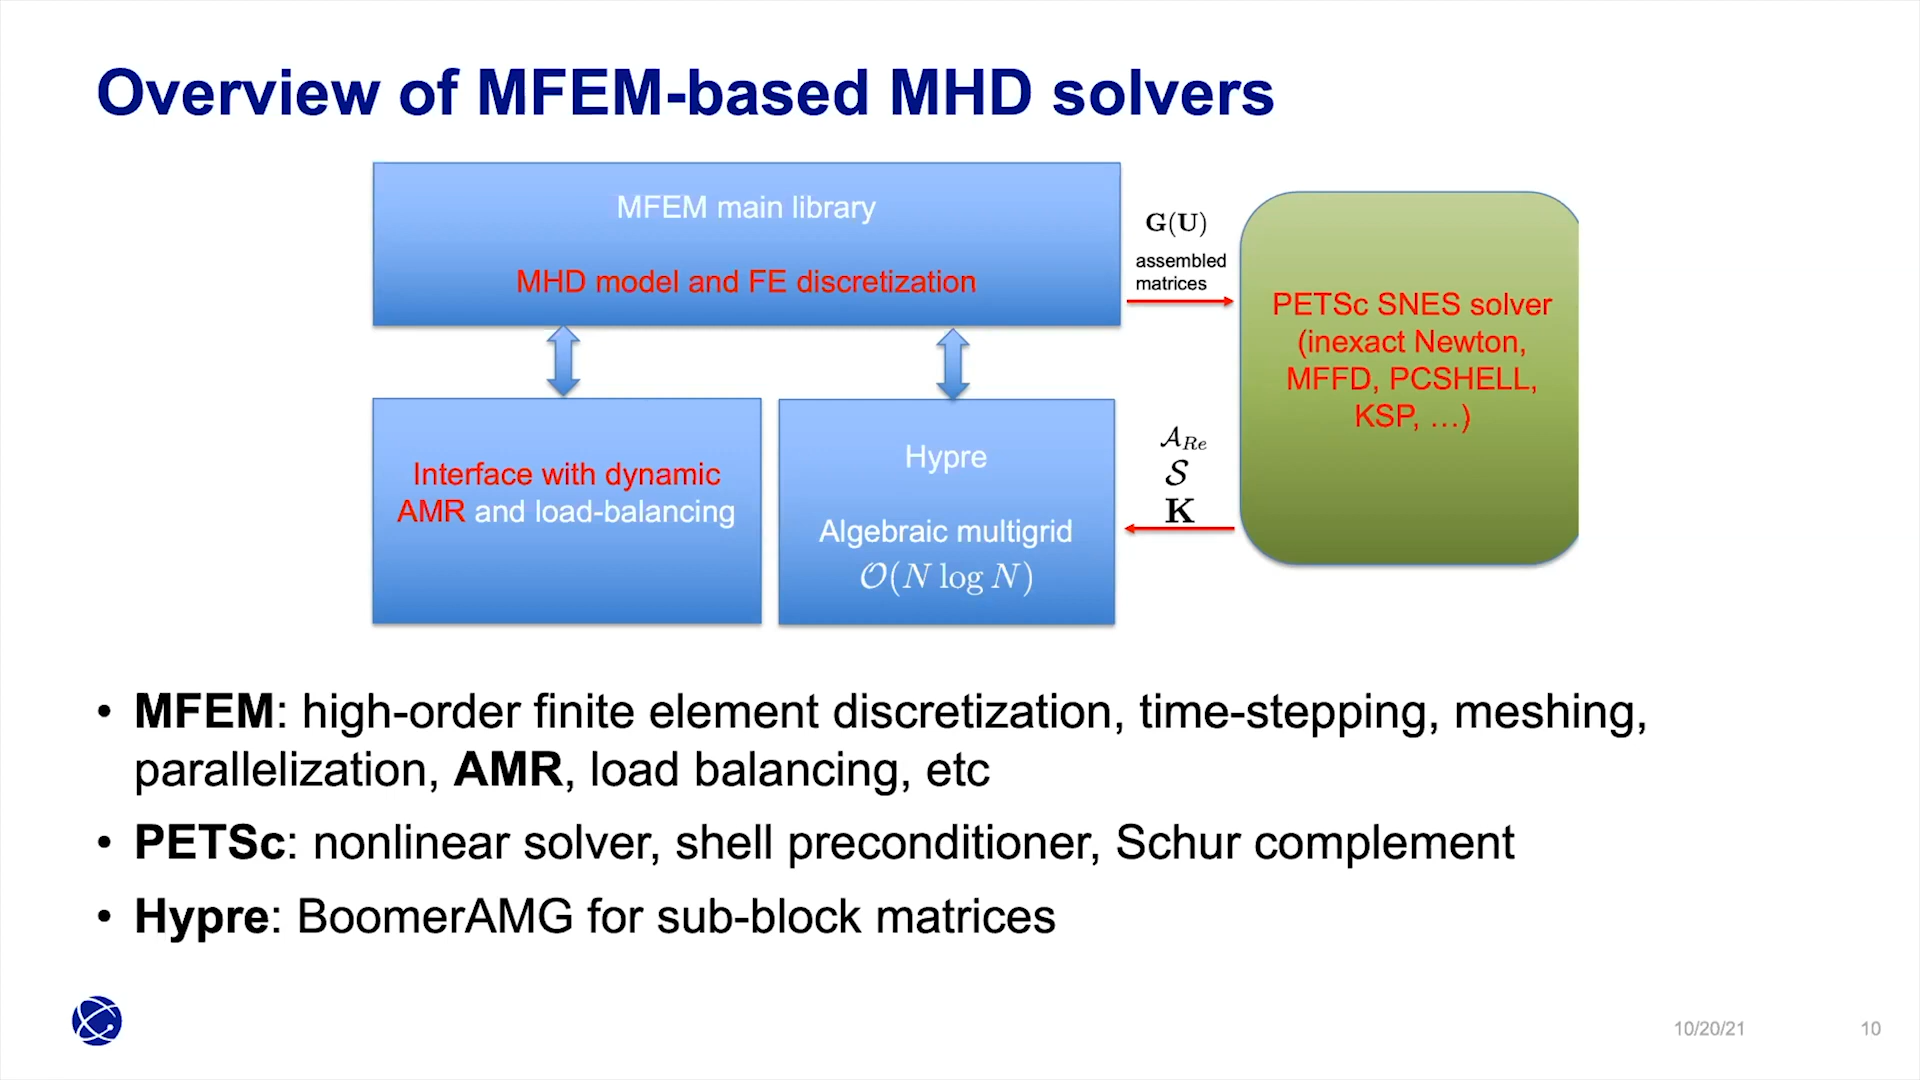 Overview of MFEM-based MHD solvers
MFEM main library
MHD model and FE discretization
G(U)
assembled
matrices
PETSc SNES solver
(inexact Newton,
MFFD, PCSHELL,
KSP, …)
Interface with dynamic
AMR and load-balancing
Hypre
Algebraic multigrid
𝒪(N log N)
𝒜_{Re}
𝒮
K
• MFEM: high-order finite element discretization, time-stepping, meshing,
parallelization, AMR, load balancing, etc
• PETSc: nonlinear solver, shell preconditioner, Schur complement
• Hypre: BoomerAMG for sub-block matrices
10/20/21
10